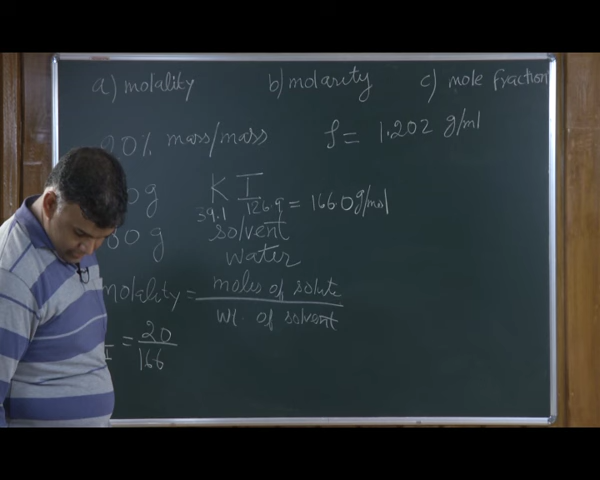 a) molality b) molarity c) mole fraction
20% mass/mass ρ = 1.202 g/ml
0 g K I = 166.0 g/mol
39.1 126.9
80 g solvent
water
molality = moles of solute
wt. of solvent
I = 20
166